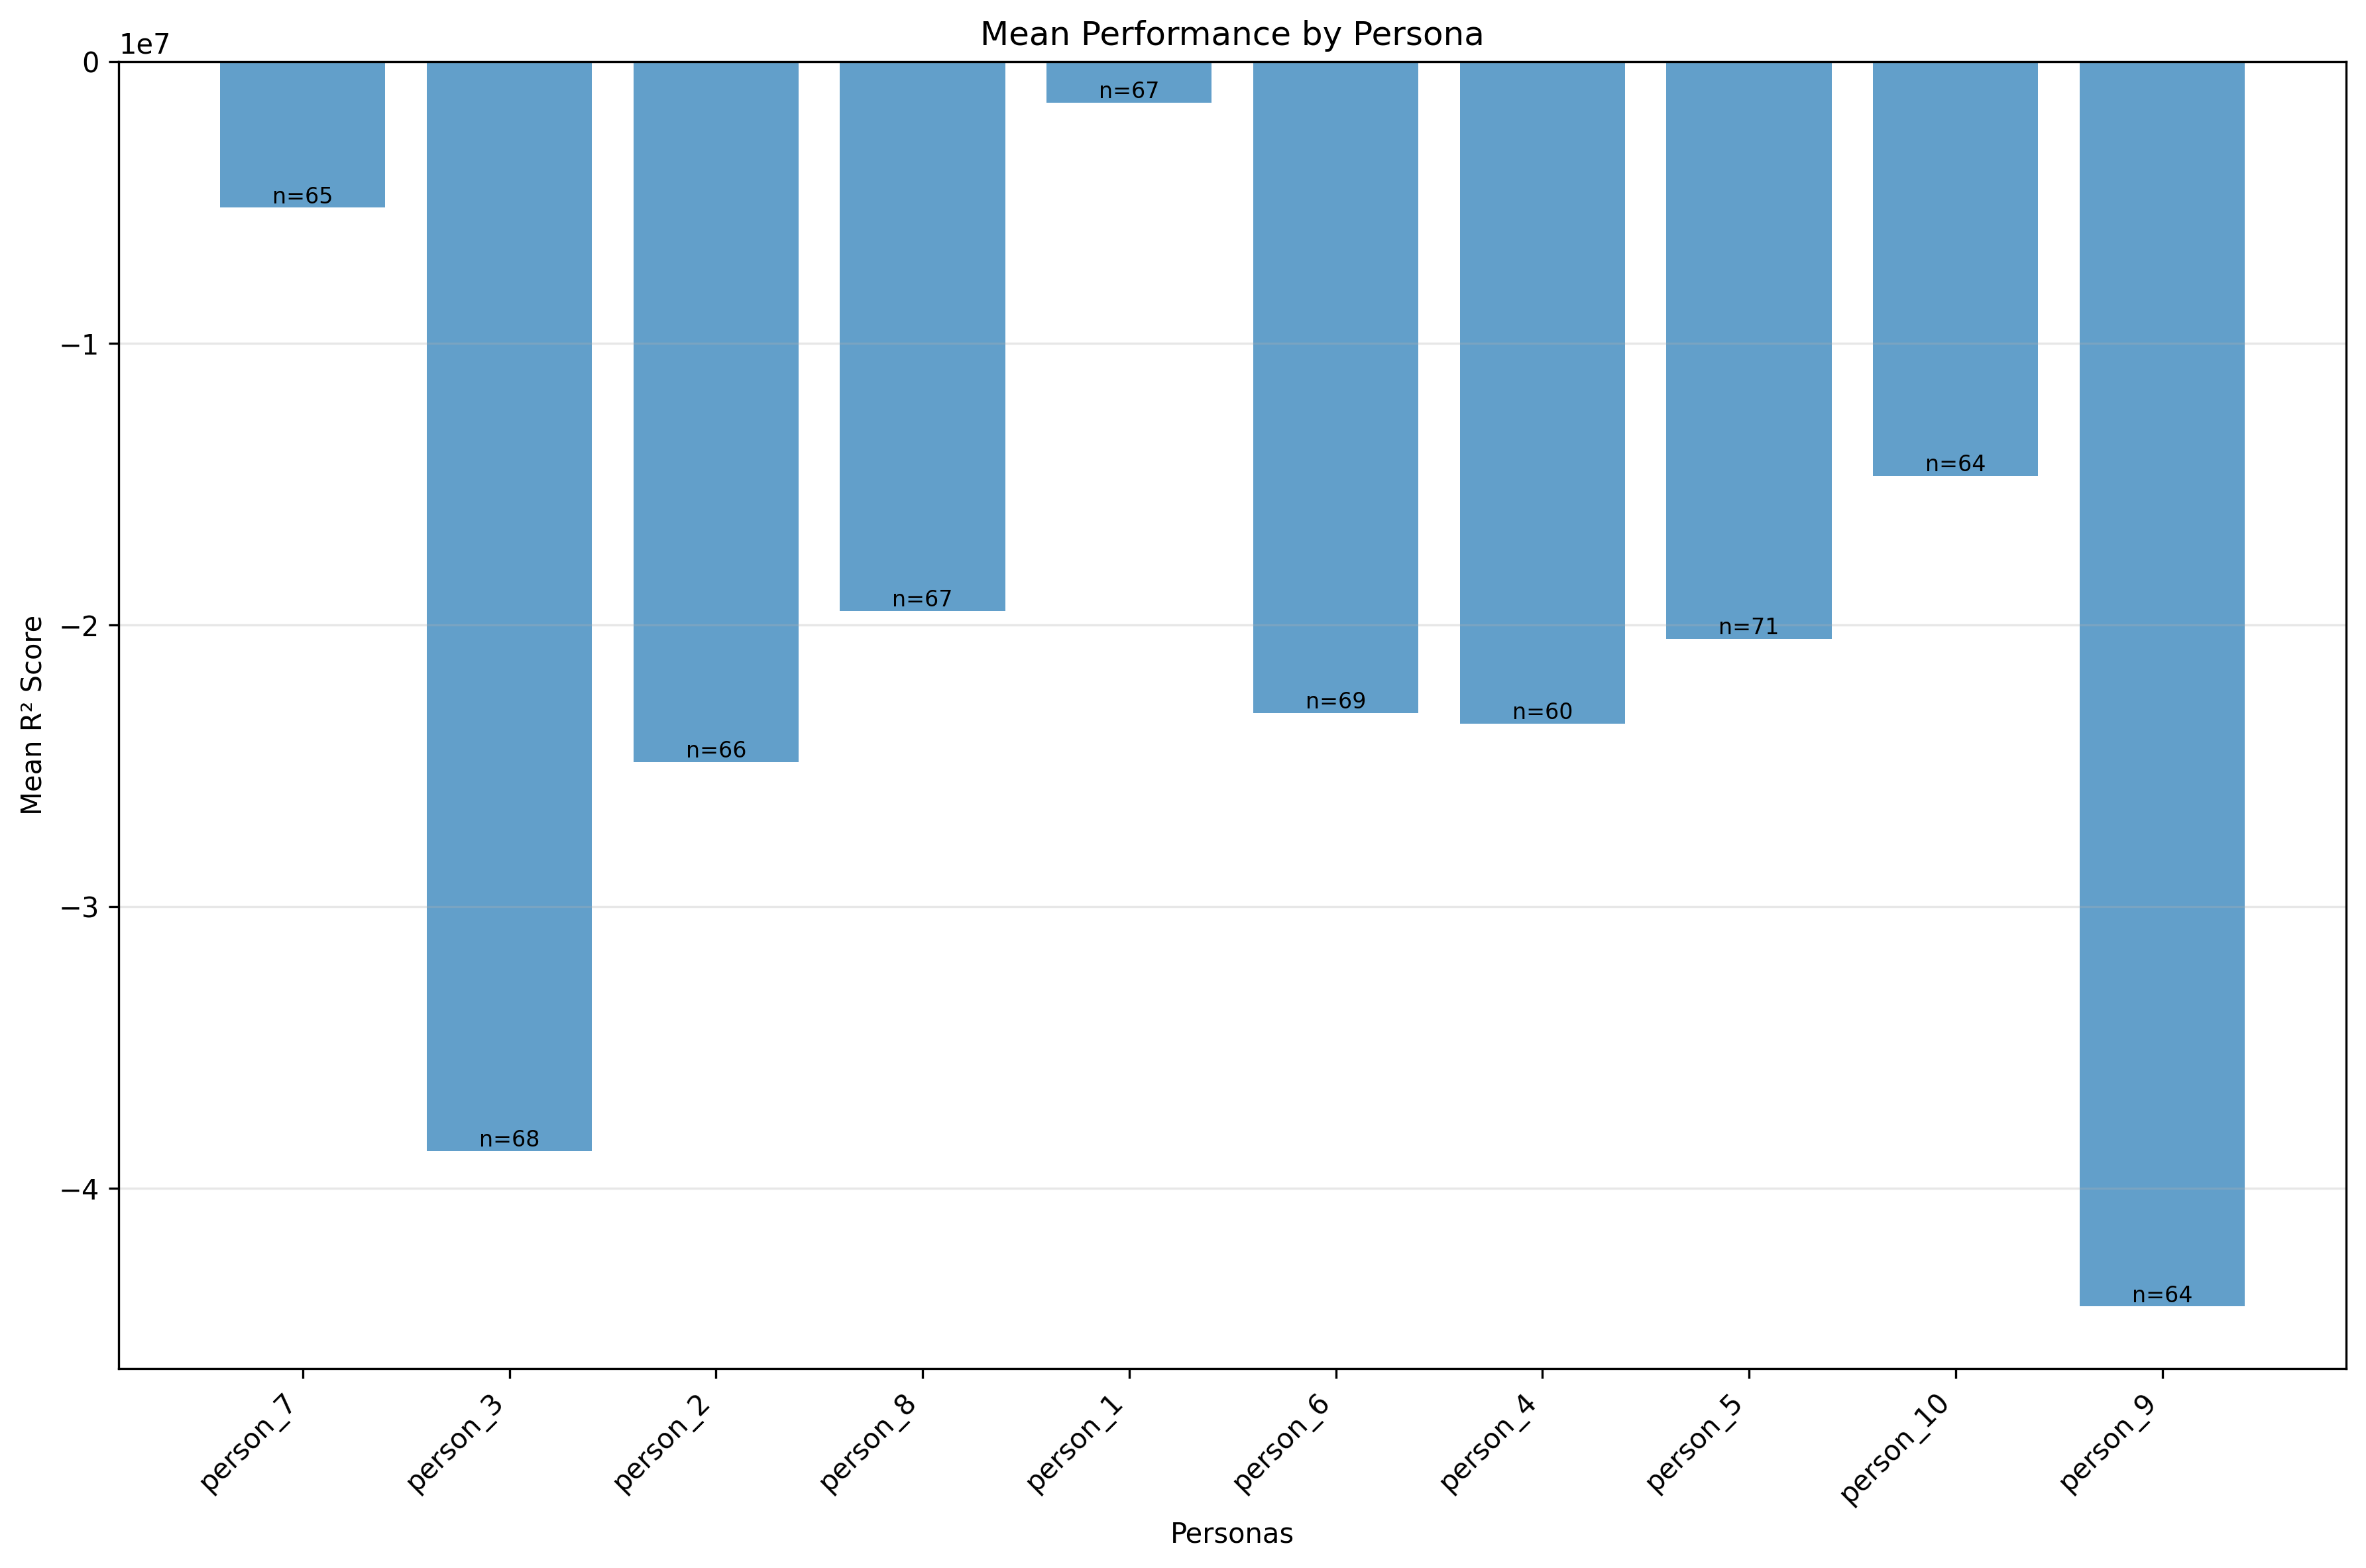 Mean Performance by Persona
1e7
0
−1
−2
−3
−4
Mean R² Score
n=65
n=68
n=66
n=67
n=67
n=69
n=60
n=71
n=64
n=64
person_7
person_3
person_2
person_8
person_1
person_6
person_4
person_5
person_10
person_9
Personas